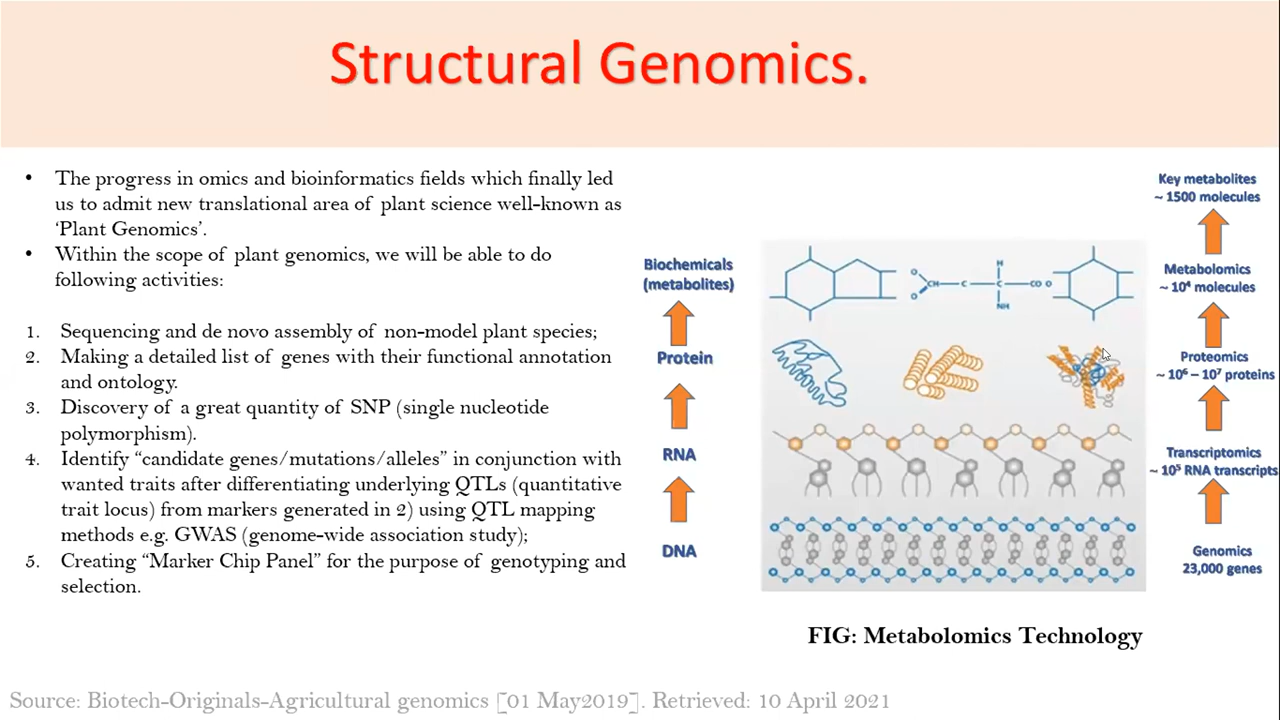 Structural Genomics.
• The progress in omics and bioinformatics fields which finally led
us to admit new translational area of plant science well-known as
‘Plant Genomics’.
• Within the scope of plant genomics, we will be able to do
following activities:
1. Sequencing and de novo assembly of non-model plant species;
2. Making a detailed list of genes with their functional annotation
and ontology.
3. Discovery of a great quantity of SNP (single nucleotide
polymorphism).
4. Identify “candidate genes/mutations/alleles” in conjunction with
wanted traits after differentiating underlying QTLs (quantitative
trait locus) from markers generated in 2) using QTL mapping
methods e.g. GWAS (genome-wide association study);
5. Creating “Marker Chip Panel” for the purpose of genotyping and
selection.
Biochemicals
(metabolites)
Protein
RNA
DNA
H
O
CH C C CO O
O
NH
Key metabolites
~ 1500 molecules
Metabolomics
~ 10⁴ molecules
Proteomics
~ 10⁶ – 10⁷ proteins
Transcriptomics
~ 10⁵ RNA transcripts
Genomics
23,000 genes
FIG: Metabolomics Technology
Source: Biotech-Originals-Agricultural genomics [01 May2019]. Retrieved: 10 April 2021